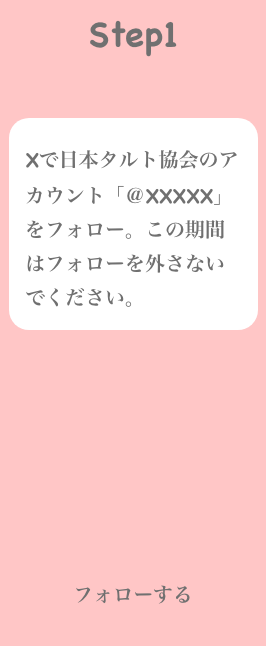 Step1
Xで日本タルト協会のア
カウント「@XXXXX」
をフォロー。この期間
はフォローを外さない
でください。
フォローする